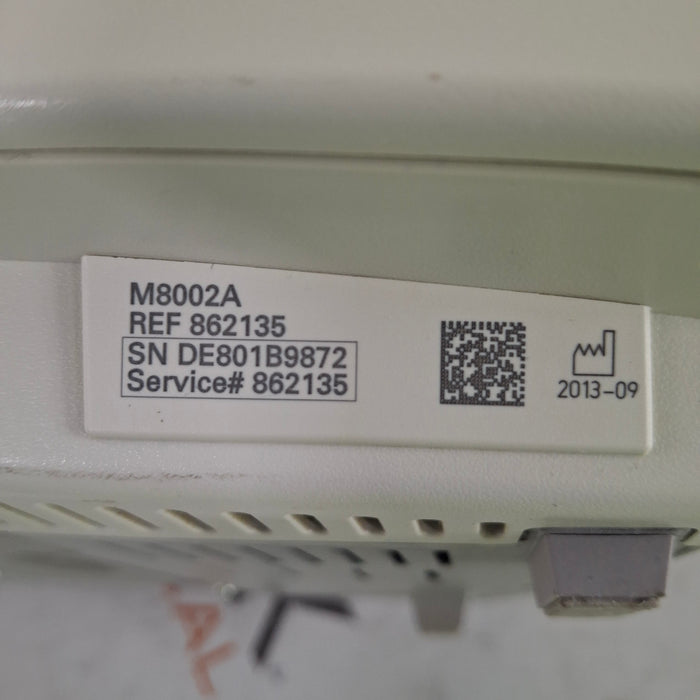 M8002A
REF 862135
SN DE801B9872
Service# 862135
2013-09